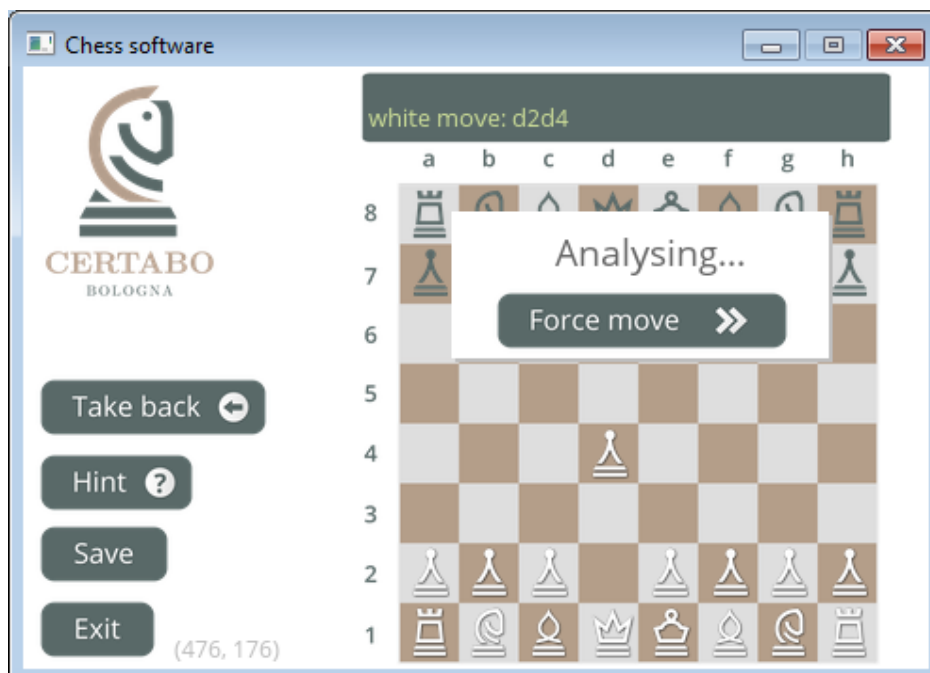 Chess software
CERTABO
BOLOGNA
white move: d2d4
a b c d e f g h
8
7
6
5
4
3
2
1
Analysing...
Force move
Take back
Hint ?
Save
Exit
(476, 176)